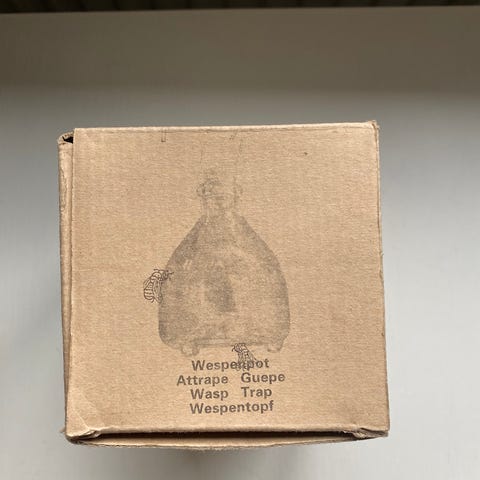 Wespenpot
Attrape Guepe
Wasp Trap
Wespentopf